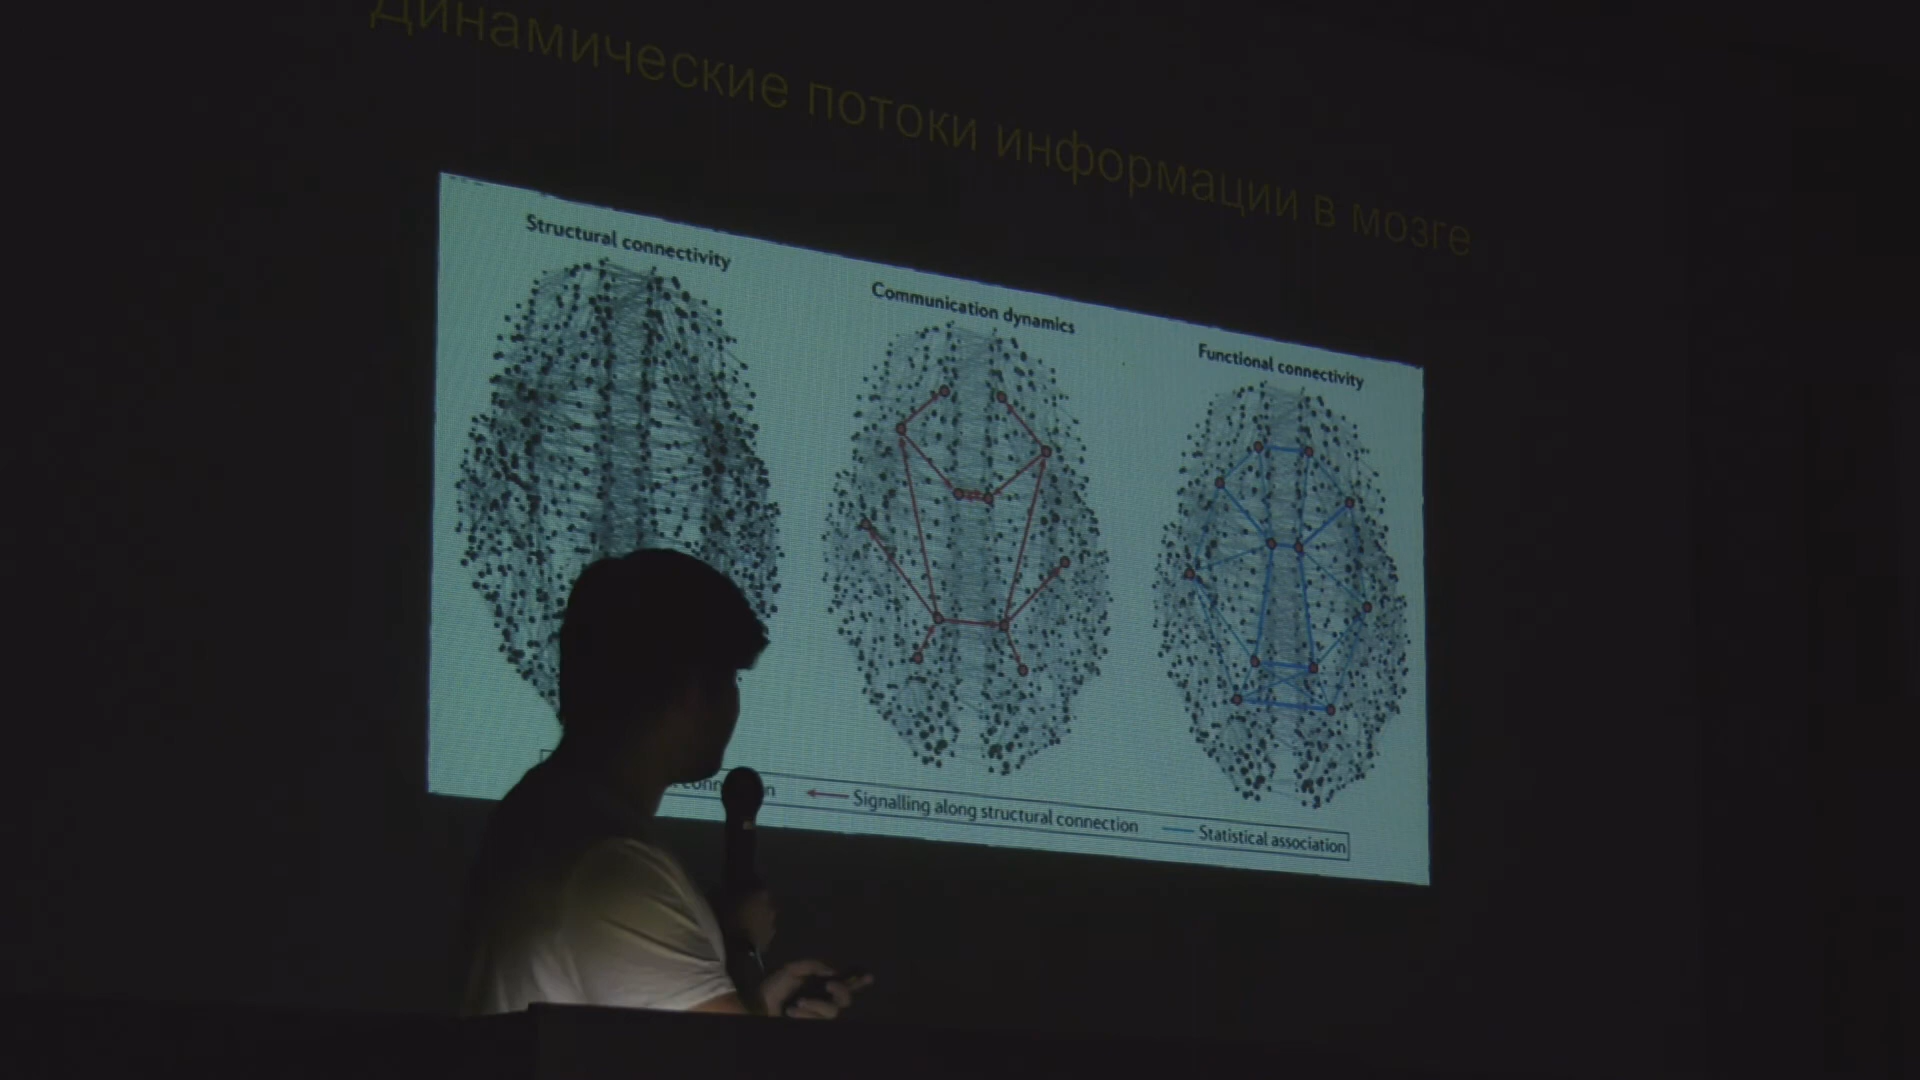 Динамические потоки информации в мозге
Structural connectivity
Communication dynamics
Functional connectivity
Signalling along structural connection
Statistical association